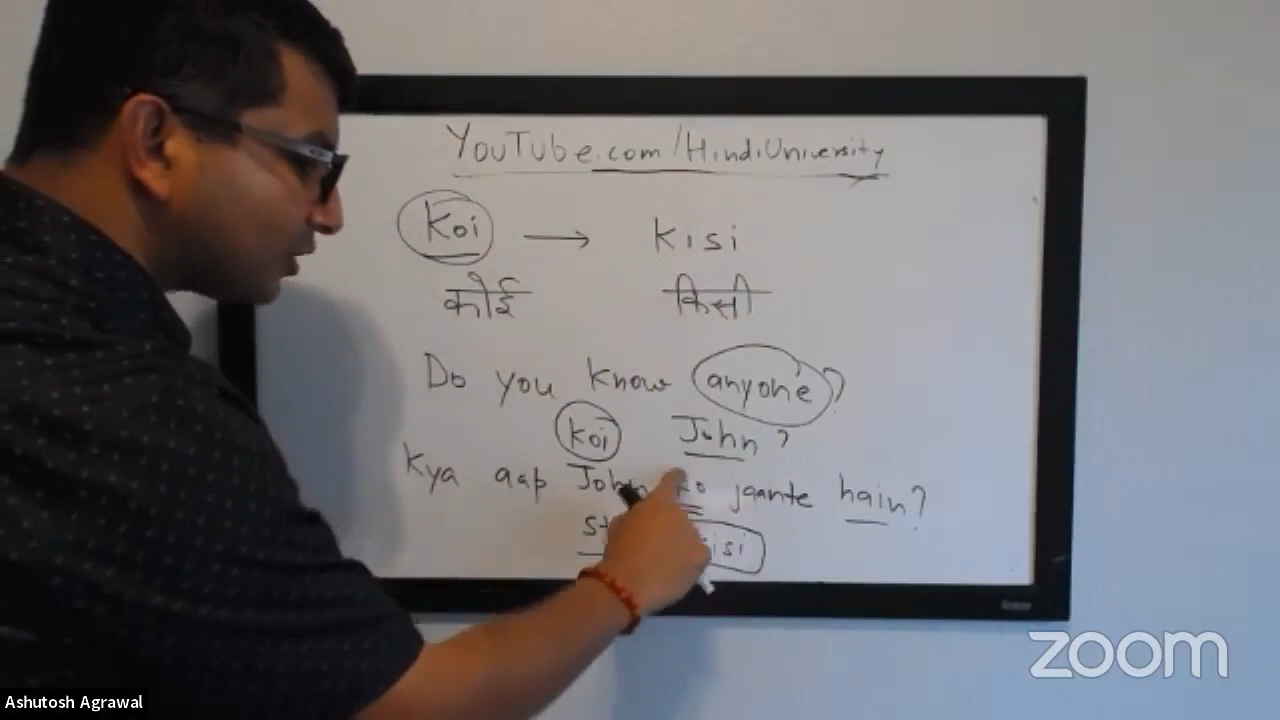 YouTube.com/HindiUniversity
Koi → Kisi
कोई किसी
Do you know anyone?
Koi John?
Kya aap John ko jaante hain?
zoom
Ashutosh Agrawal